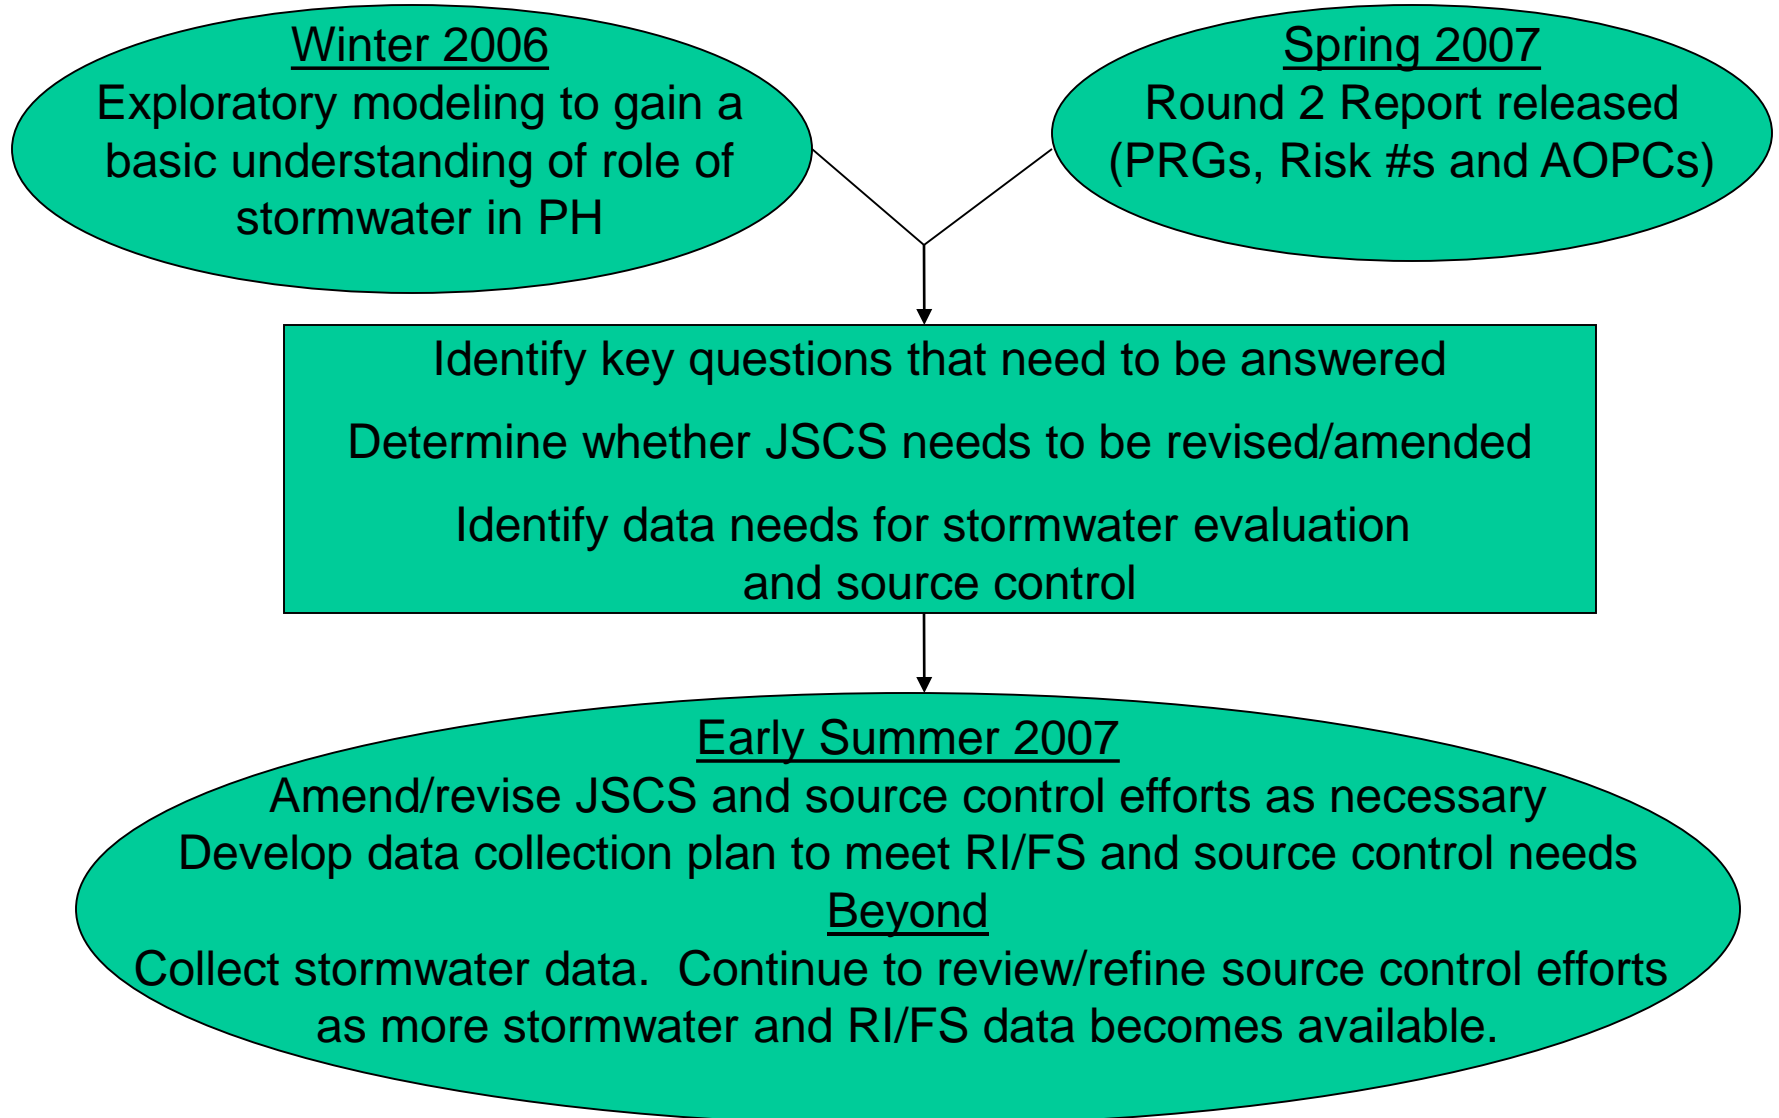 Winter 2006
Exploratory modeling to gain a
basic understanding of role of
stormwater in PH
Spring 2007
Round 2 Report released
(PRGs, Risk #s and AOPCs)
Identify key questions that need to be answered
Determine whether JSCS needs to be revised/amended
Identify data needs for stormwater evaluation
and source control
Early Summer 2007
Amend/revise JSCS and source control efforts as necessary
Develop data collection plan to meet RI/FS and source control needs
Beyond
Collect stormwater data.  Continue to review/refine source control efforts
as more stormwater and RI/FS data becomes available.